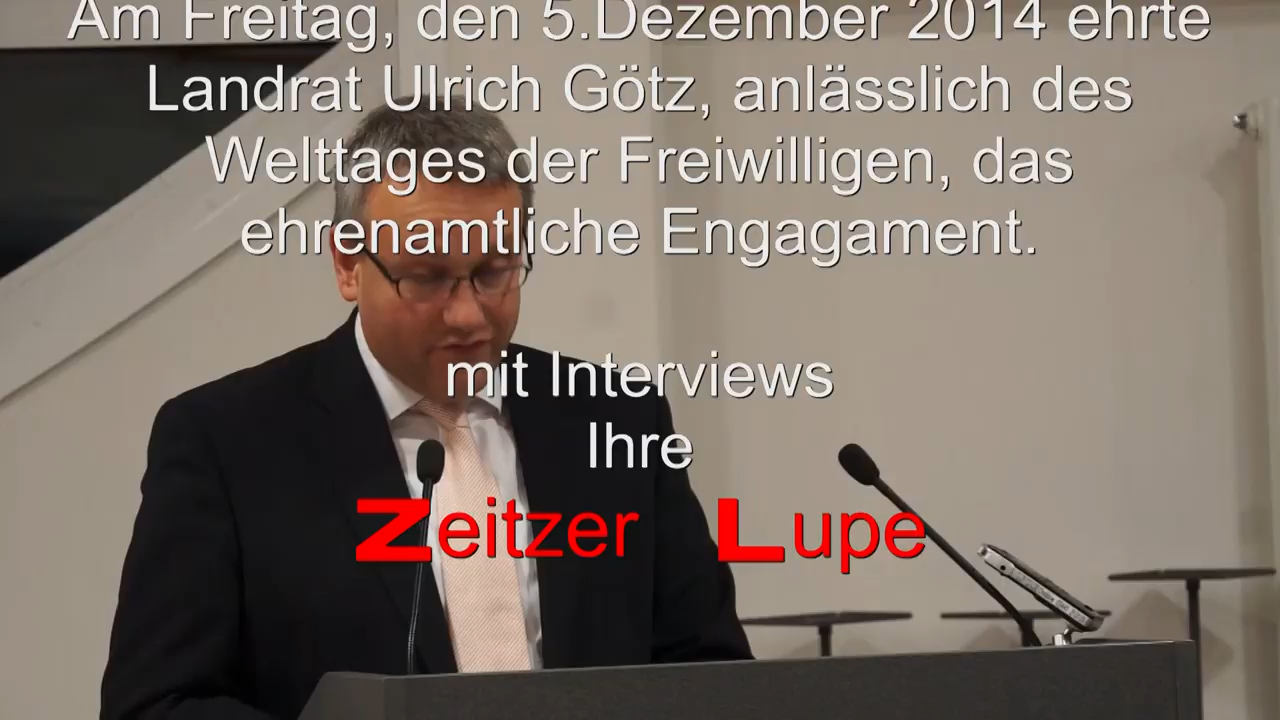 Am Freitag, den 5.Dezember 2014 ehrte
Landrat Ulrich Götz, anlässlich des
Welttages der Freiwilligen, das
ehrenamtliche Engagament.
mit Interviews
Ihre
Zeitzer Lupe